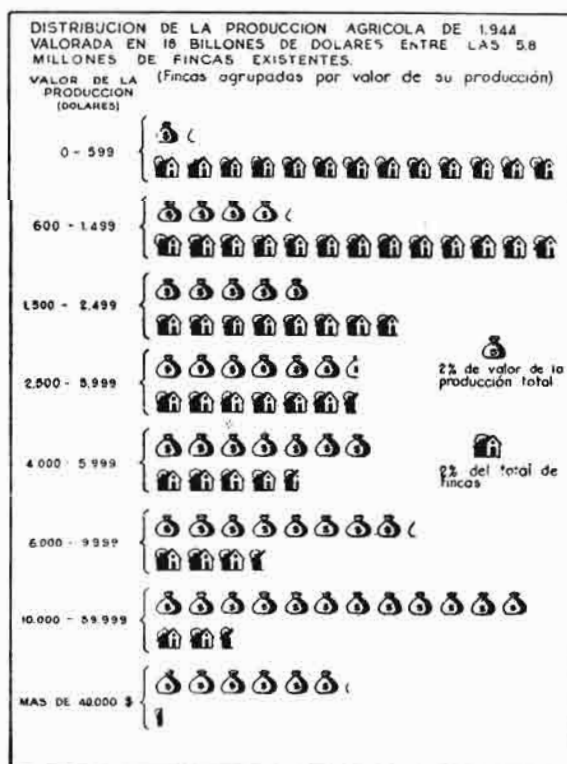 DISTRIBUCION DE LA PRODUCCION AGRICOLA DE 1.944
VALORADA EN 18 BILLONES DE DOLARES ENTRE LAS 5.8
MILLONES DE FINCAS EXISTENTES.
(Fincas agrupadas por valor de su producción)
VALOR DE LA
PRODUCCION
(DOLARES)
0 - 599
600 - 1.499
1.500 - 2.499
2.500 - 3,999
4.000 - 5.999
6.000 - 9.999
10.000 - 39.999
MAS DE 40.000 $
2% de valor de la
producción total
2% del total de
fincas